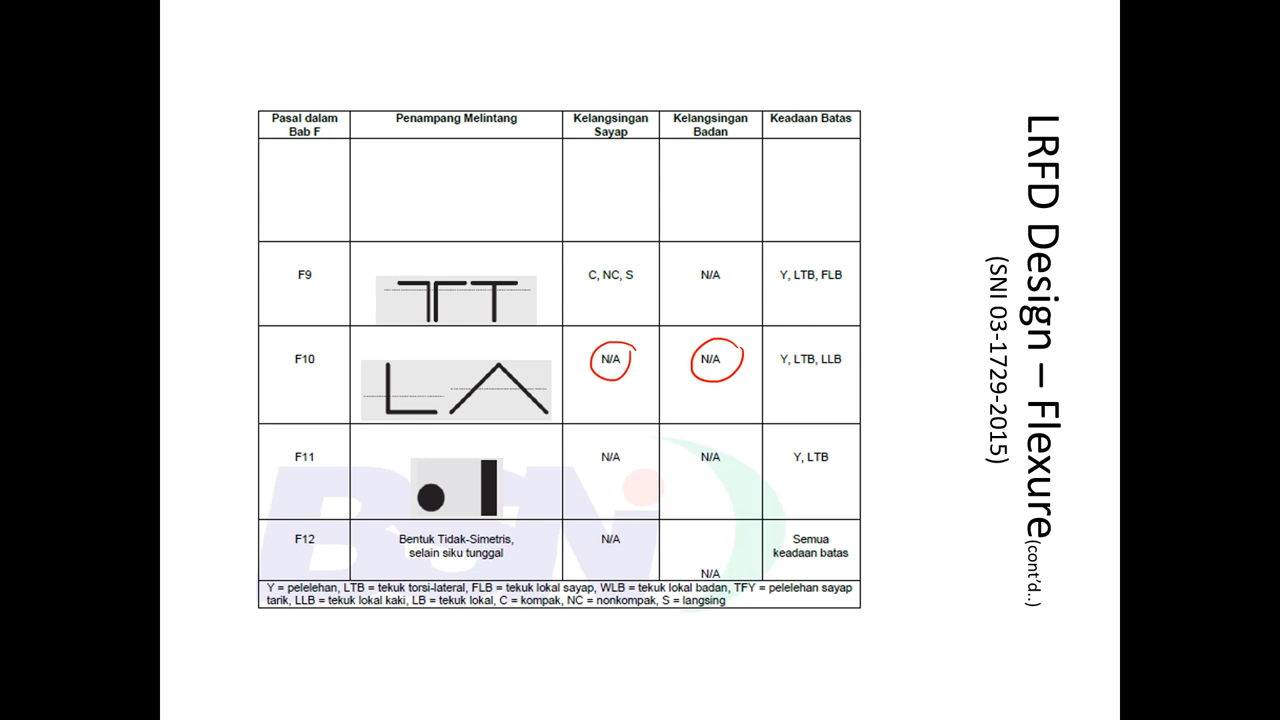 LRFD Design – Flexure (cont'd..)
(SNI 03-1729-2015)
Pasal dalam Bab F Penampang Melintang Kelangsingan Sayap Kelangsingan Badan Keadaan Batas
F9 C, NC, S N/A Y, LTB, FLB
F10 N/A N/A Y, LTB, LLB
F11 N/A N/A Y, LTB
F12 Bentuk Tidak-Simetris, selain siku tunggal N/A N/A Semua keadaan batas
Y = pelelehan, LTB = tekuk torsi-lateral, FLB = tekuk lokal sayap, WLB = tekuk lokal badan, TFY = pelelehan sayap
tarik, LLB = tekuk lokal kaki, LB = tekuk lokal, C = kompak, NC = nonkompak, S = langsing
BSNi